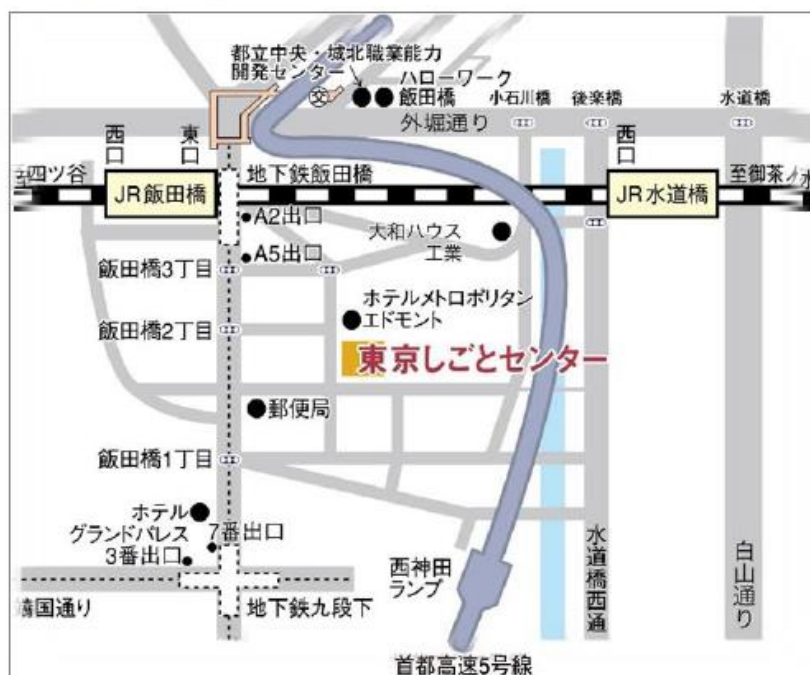 都立中央・城北職業能力
開発センター
ハローワーク
飯田橋
交
小石川橋
後楽橋
水道橋
外堀通り
西口
東口
西口
至四ツ谷
地下鉄飯田橋
至御茶ノ水
JR飯田橋
JR水道橋
A2出口
大和ハウス
工業
A5出口
飯田橋3丁目
ホテルメトロポリタン
エドモント
飯田橋2丁目
東京しごとセンター
郵便局
飯田橋1丁目
ホテル
グランドパレス
7番出口
3番出口
西神田
ランプ
水道橋西通
白山通り
靖国通り
地下鉄九段下
首都高速5号線